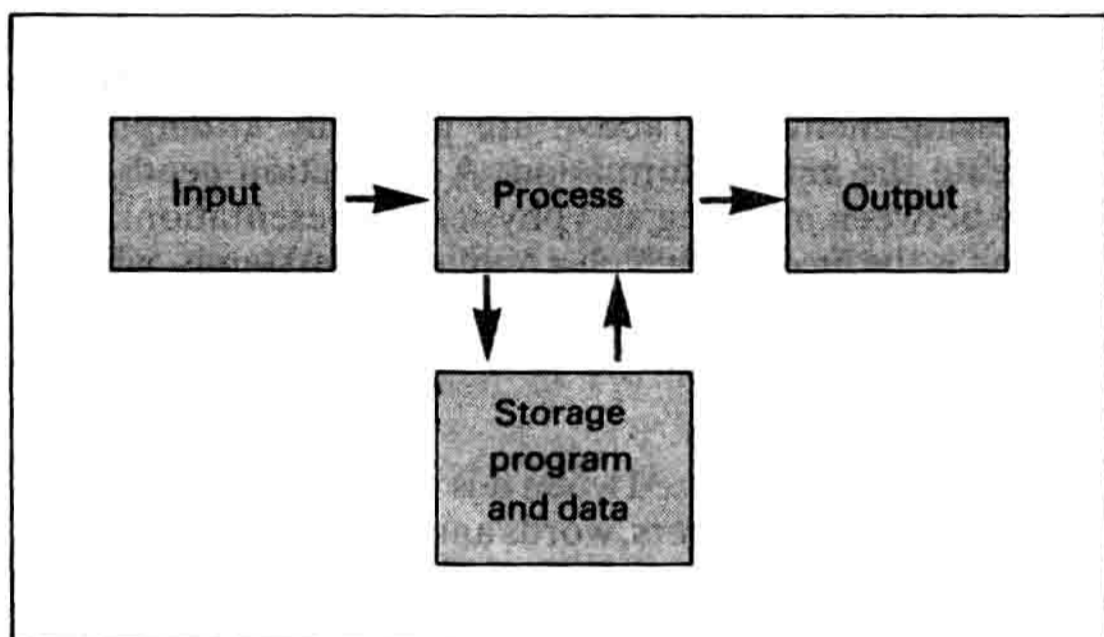 Input
Process
Output
Storage
program
and data